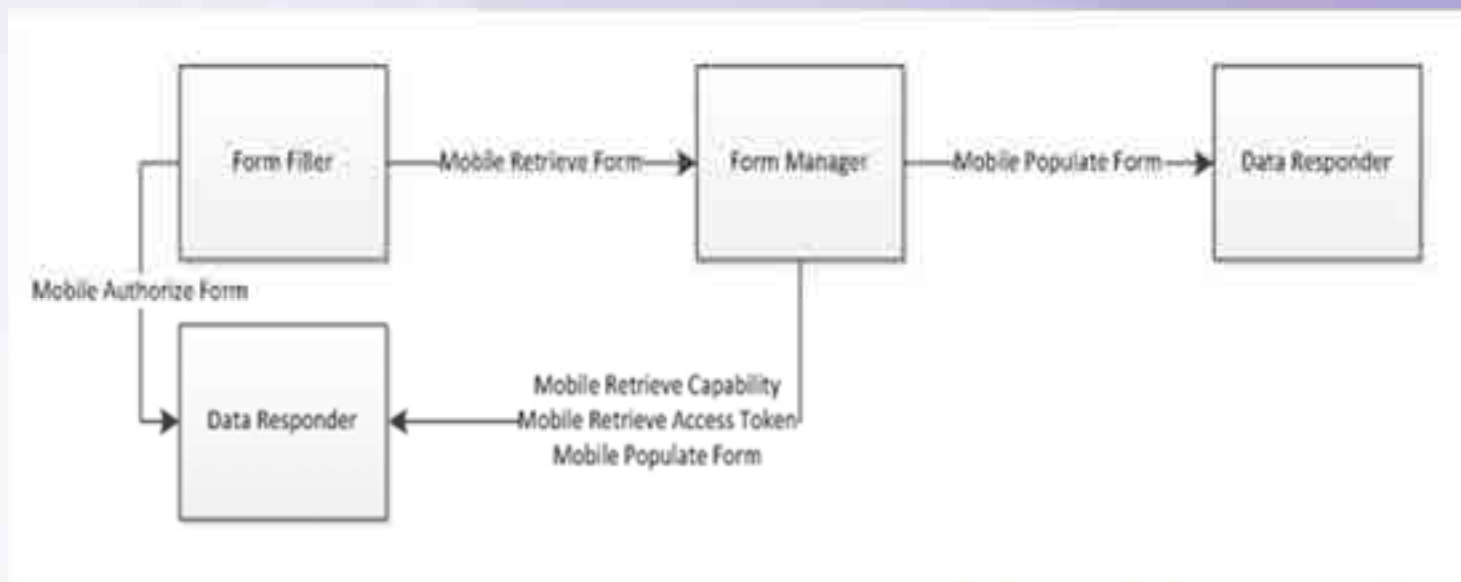 Form Filler
Mobile Retrieve Form
Form Manager
Mobile Populate Form
Data Responder
Mobile Authorize Form
Data Responder
Mobile Retrieve Capability
Mobile Retrieve Access Token
Mobile Populate Form